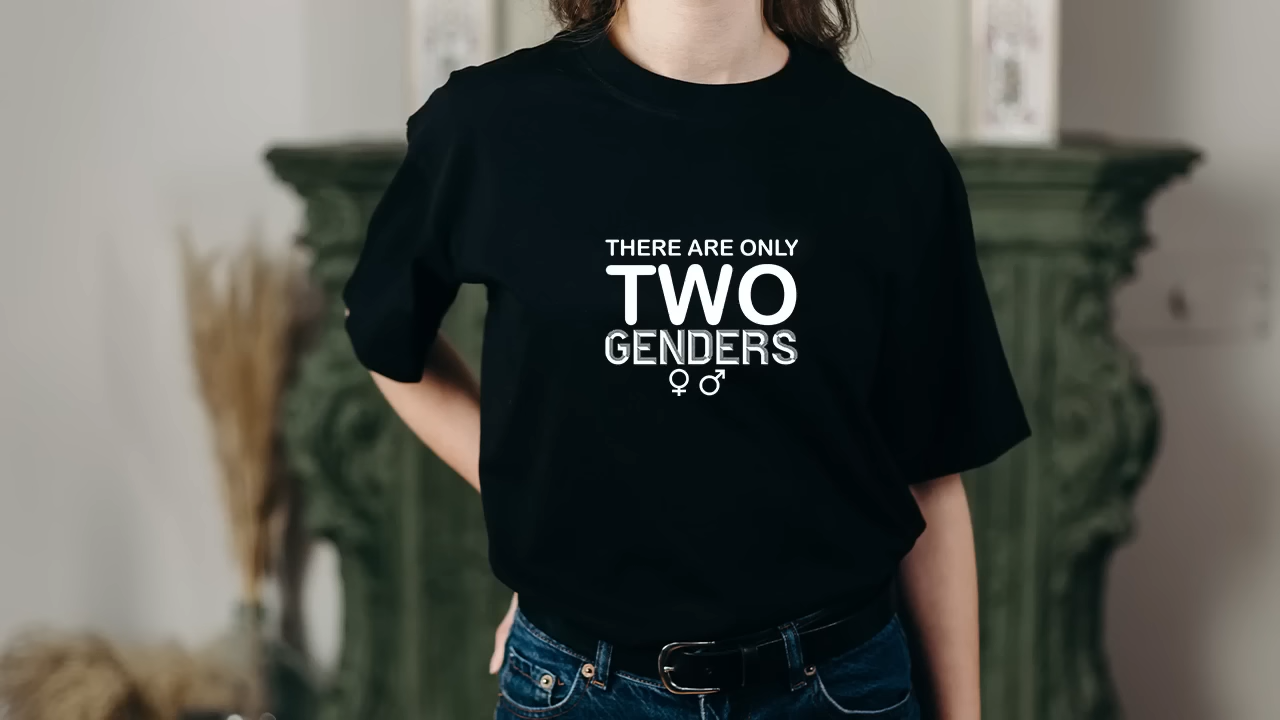 THERE ARE ONLY
TWO
GENDERS
♀ ♂